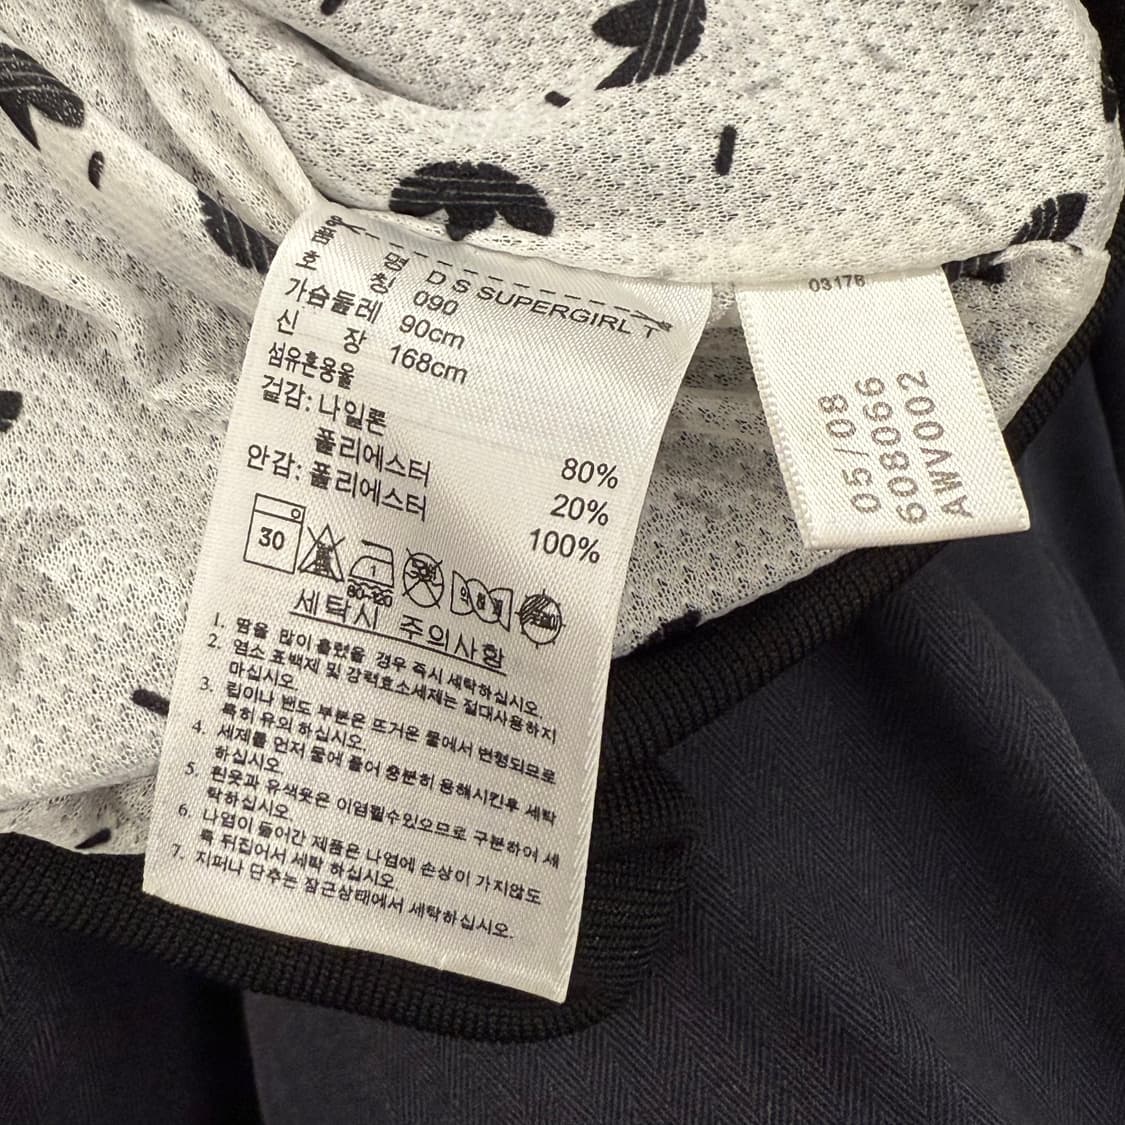 품 명 D S SUPERGIRL T
호 칭 090
가슴둘레 90cm
신 장 168cm
섬유혼용율
겉감: 나일론 80%
폴리에스터 20%
안감: 폴리에스터 100%
30
80-120
세탁시 주의사항
1. 땀을 많이 흘렸을 경우 즉시 세탁하십시오.
2. 염소 표백제 및 강력효소세제는 절대사용하지
마십시오.
3. 립이나 밴드 부분은 뜨거운 물에서 변형되므로
특히 유의 하십시오.
4. 세제를 먼저 물에 풀어 충분히 용해시킨후 세탁
하십시오.
5. 흰옷과 유색옷은 이염될수있으므로 구분하여 세
탁하십시오.
6. 나염이 들어간 제품은 나염에 손상이 가지않도
록 뒤집어서 세탁 하십시오.
7. 지퍼나 단추는 잠근상태에서 세탁하십시오.
03176
05/08
608066
AWV002